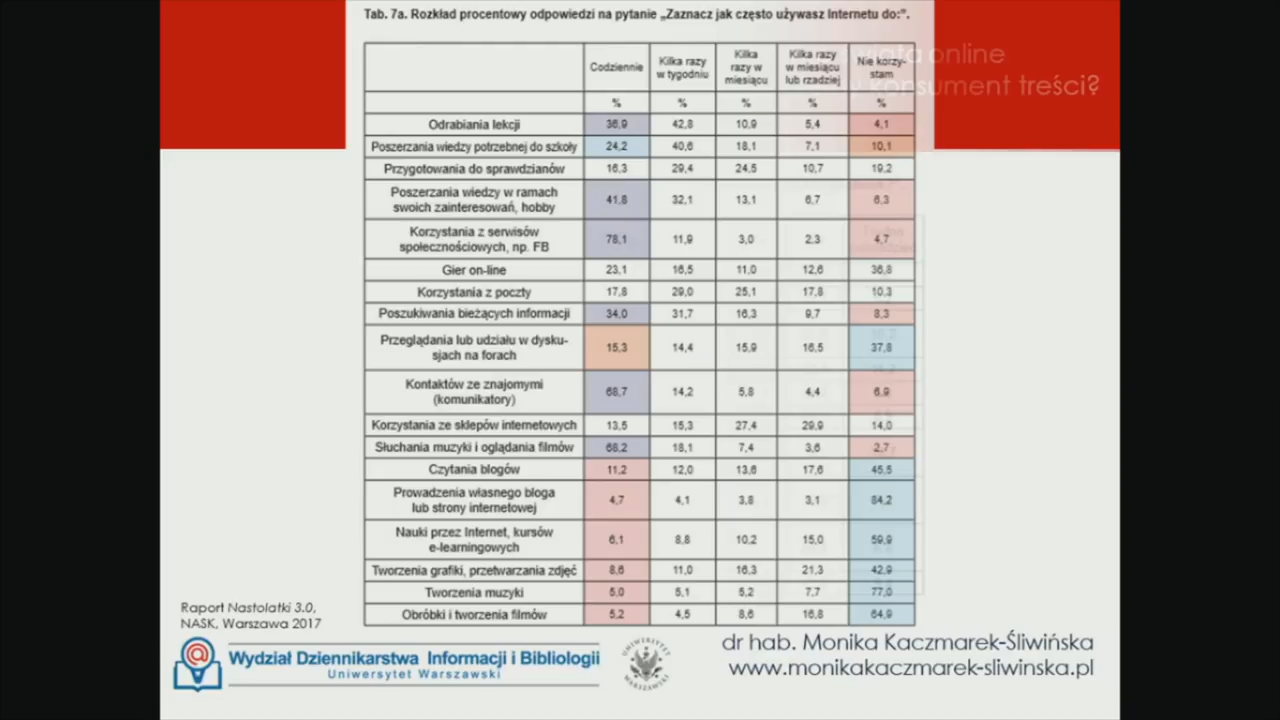 Tab. 7a. Rozkład procentowy odpowiedzi na pytanie „Zaznacz jak często używasz Internetu do:”.
online
konsument treści?
Codziennie Kilka razy w tygodniu Kilka razy w miesiącu Kilka razy w miesiącu lub rzadziej Nie korzystam
% % % % %
Odrabiania lekcji 36,9 42,8 10,9 5,4 4,1
Poszerzania wiedzy potrzebnej do szkoły 24,2 40,6 18,1 7,1 10,1
Przygotowania do sprawdzianów 16,3 29,4 24,5 10,7 19,2
Poszerzania wiedzy w ramach
swoich zainteresowań, hobby 41,8 32,1 13,1 6,7 6,3
Korzystania z serwisów
społecznościowych, np. FB 78,1 11,9 3,0 2,3 4,7
Gier on-line 23,1 16,5 11,0 12,6 36,8
Korzystania z poczty 17,8 29,0 25,1 17,8 10,3
Poszukiwania bieżących informacji 34,0 31,7 16,3 9,7 8,3
Przeglądania lub udziału w dysku-
sjach na forach 15,3 14,4 15,9 16,5 37,8
Kontaktów ze znajomymi
(komunikatory) 68,7 14,2 5,8 4,4 6,9
Korzystania ze sklepów internetowych 13,5 15,3 27,4 29,9 14,0
Słuchania muzyki i oglądania filmów 68,2 18,1 7,4 3,6 2,7
Czytania blogów 11,2 12,0 13,6 17,6 45,5
Prowadzenia własnego bloga
lub strony internetowej 4,7 4,1 3,8 3,1 84,2
Nauki przez Internet, kursów
e-learningowych 6,1 8,8 10,2 15,0 59,9
Tworzenia grafiki, przetwarzania zdjęć 8,6 11,0 16,3 21,3 42,9
Tworzenia muzyki 5,0 5,1 5,2 7,7 77,0
Obróbki i tworzenia filmów 5,2 4,5 8,6 16,8 64,9
Raport Nastolatki 3.0,
NASK, Warszawa 2017
Wydział Dziennikarstwa Informacji i Bibliologii
Uniwersytet Warszawski
UNIWERSYTET WARSZAWSKI
dr hab. Monika Kaczmarek-Śliwińska
www.monikakaczmarek-sliwinska.pl